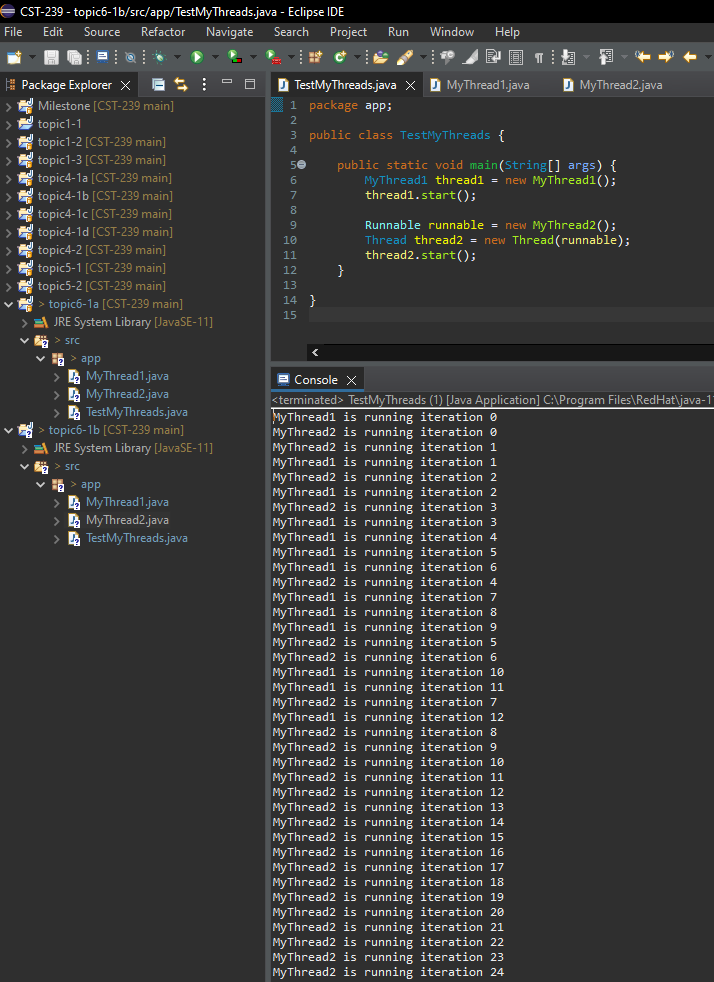 CST-239 - topic6-1b/src/app/TestMyThreads.java - Eclipse IDE
File Edit Source Refactor Navigate Search Project Run Window Help
Package Explorer
Milestone [CST-239 main]
topic1-1
topic1-2 [CST-239 main]
topic1-3 [CST-239 main]
topic4-1a [CST-239 main]
topic4-1b [CST-239 main]
topic4-1c [CST-239 main]
topic4-1d [CST-239 main]
topic4-2 [CST-239 main]
topic5-1 [CST-239 main]
topic5-2 [CST-239 main]
> topic6-1a [CST-239 main]
JRE System Library [JavaSE-11]
> src
> app
MyThread1.java
MyThread2.java
TestMyThreads.java
> topic6-1b [CST-239 main]
JRE System Library [JavaSE-11]
> src
> app
MyThread1.java
MyThread2.java
TestMyThreads.java
TestMyThreads.java MyThread1.java MyThread2.java
1 package app;
2
3 public class TestMyThreads {
4
5 public static void main(String[] args) {
6 MyThread1 thread1 = new MyThread1();
7 thread1.start();
8
9 Runnable runnable = new MyThread2();
10 Thread thread2 = new Thread(runnable);
11 thread2.start();
12 }
13
14 }
15
Console
<terminated> TestMyThreads (1) [Java Application] C:\Program Files\RedHat\java-1
MyThread1 is running iteration 0
MyThread2 is running iteration 0
MyThread2 is running iteration 1
MyThread1 is running iteration 1
MyThread2 is running iteration 2
MyThread1 is running iteration 2
MyThread2 is running iteration 3
MyThread1 is running iteration 3
MyThread1 is running iteration 4
MyThread1 is running iteration 5
MyThread1 is running iteration 6
MyThread2 is running iteration 4
MyThread1 is running iteration 7
MyThread1 is running iteration 8
MyThread1 is running iteration 9
MyThread2 is running iteration 5
MyThread2 is running iteration 6
MyThread1 is running iteration 10
MyThread1 is running iteration 11
MyThread2 is running iteration 7
MyThread1 is running iteration 12
MyThread2 is running iteration 8
MyThread2 is running iteration 9
MyThread2 is running iteration 10
MyThread2 is running iteration 11
MyThread2 is running iteration 12
MyThread2 is running iteration 13
MyThread2 is running iteration 14
MyThread2 is running iteration 15
MyThread2 is running iteration 16
MyThread2 is running iteration 17
MyThread2 is running iteration 18
MyThread2 is running iteration 19
MyThread2 is running iteration 20
MyThread2 is running iteration 21
MyThread2 is running iteration 22
MyThread2 is running iteration 23
MyThread2 is running iteration 24